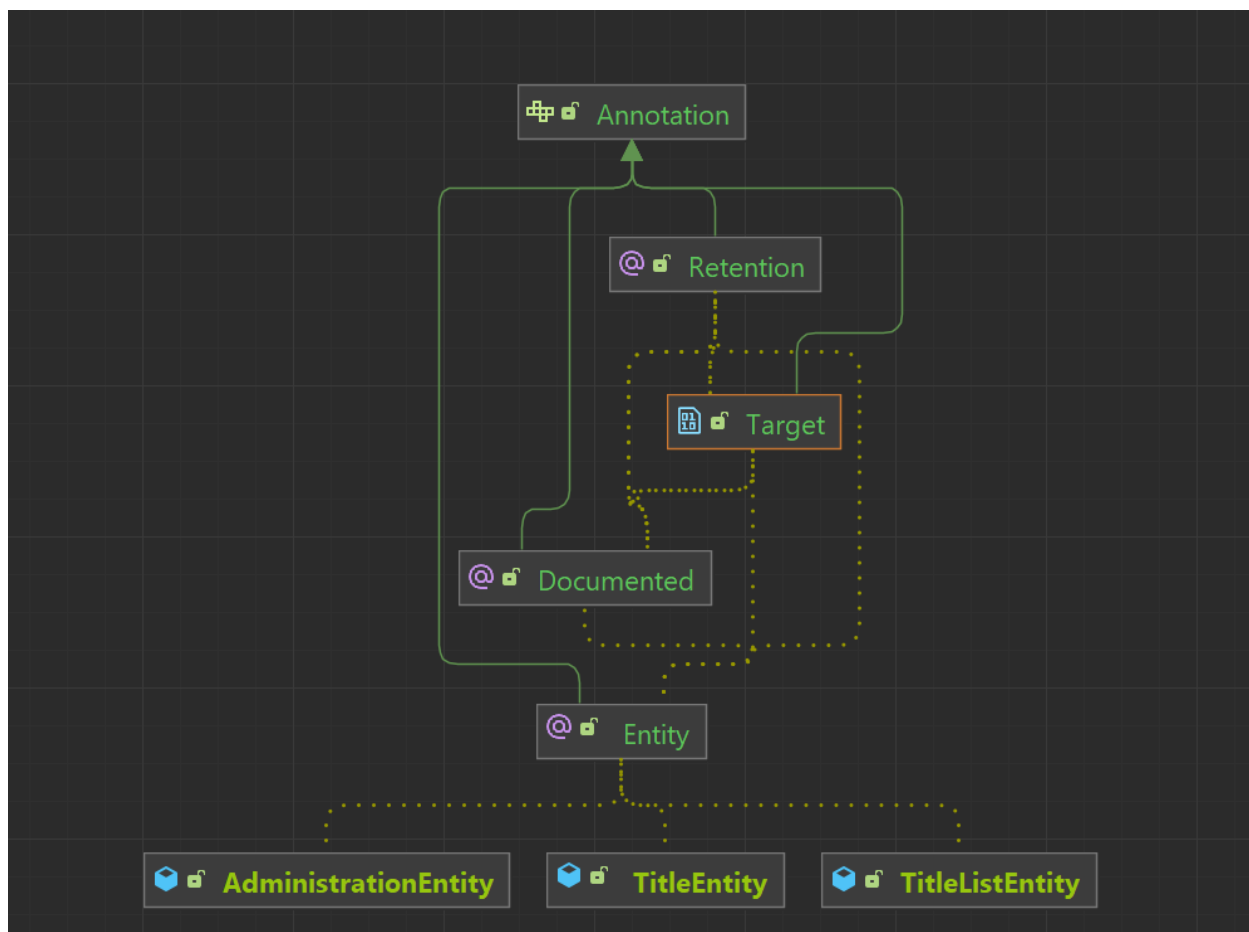 Annotation
Retention
Target
Documented
Entity
AdministrationEntity
TitleEntity
TitleListEntity